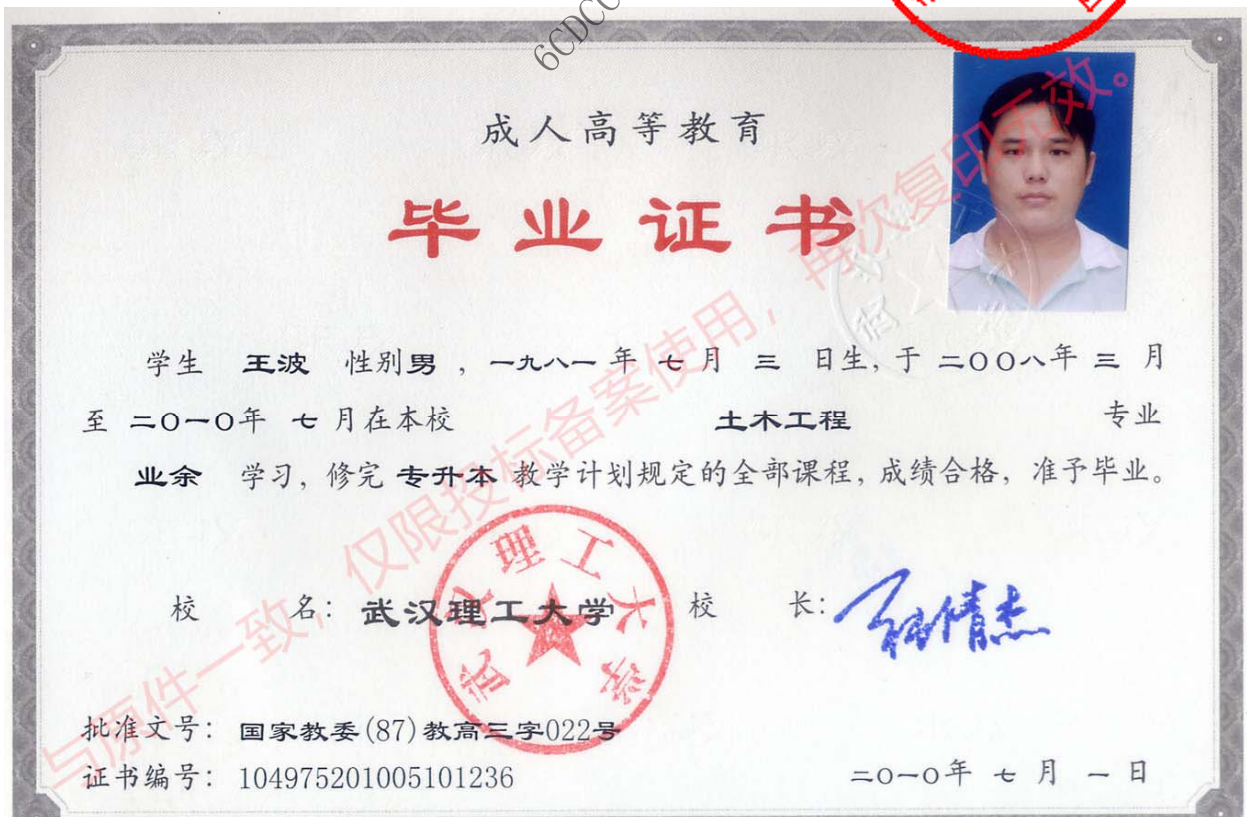 6CDCC
成人高等教育
毕业证书
学生 王波 性别男，一九八一年 七月 三 日生，于 二〇〇八年 三 月
至 二〇一〇年 七 月在本校 土木工程 专业
业余 学习，修完 专升本 教学计划规定的全部课程，成绩合格，准予毕业。
校 名：武汉理工大学 校 长：
武汉理工大学
批准文号：国家教委(87)教高三字022号
证书编号：104975201005101236 二〇一〇年 七 月 一 日
与原件一致，仅限投标备案使用，再次复印无效。